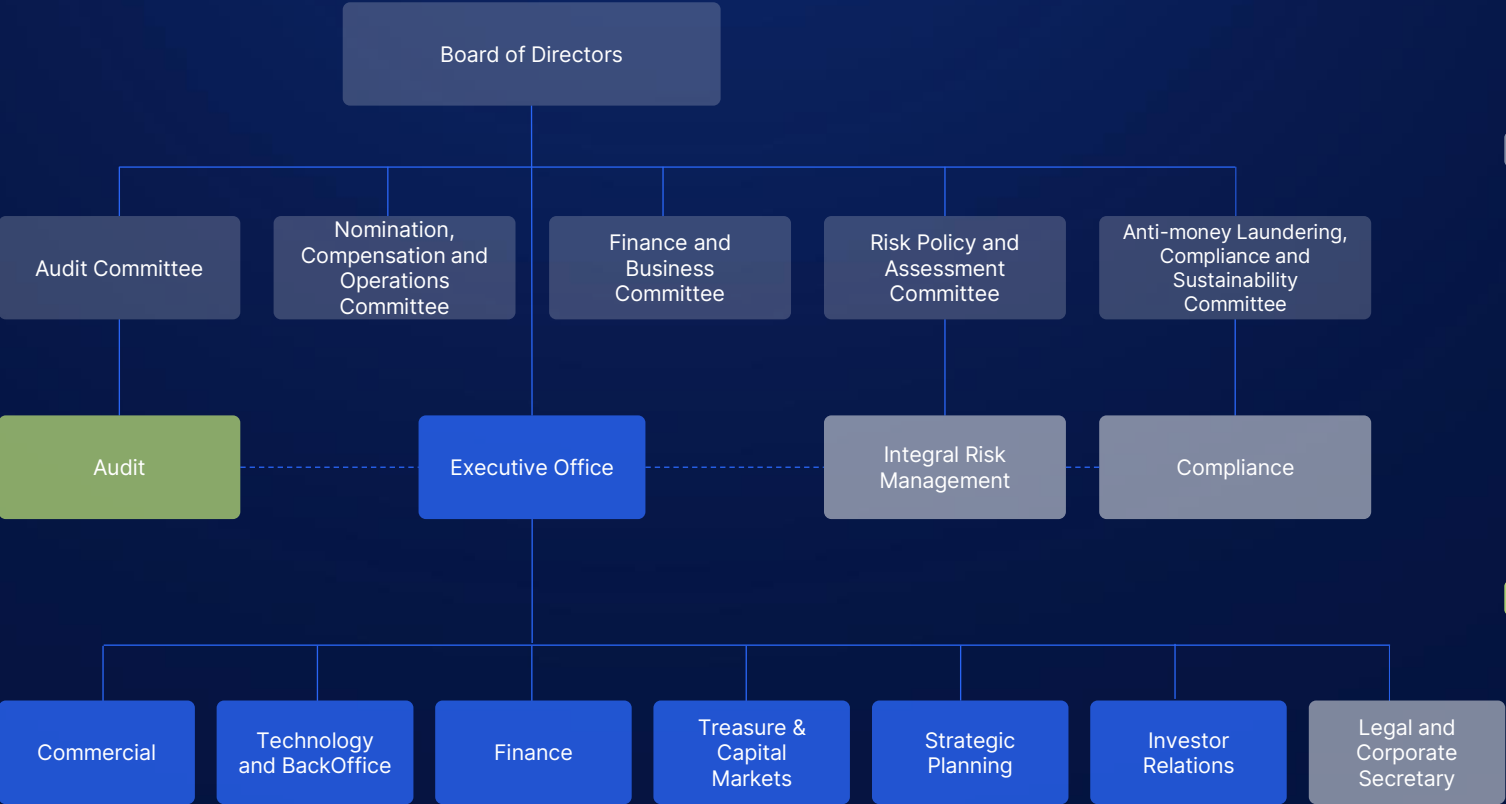 Board of Directors
Audit Committee
Nomination,
Compensation and
Operations
Committee
Finance and
Business
Committee
Risk Policy and
Assessment
Committee
Anti-money Laundering,
Compliance and
Sustainability
Committee
Audit
Executive Office
Integral Risk
Management
Compliance
Commercial
Technology
and BackOffice
Finance
Treasure &
Capital
Markets
Strategic
Planning
Investor
Relations
Legal and
Corporate
Secretary